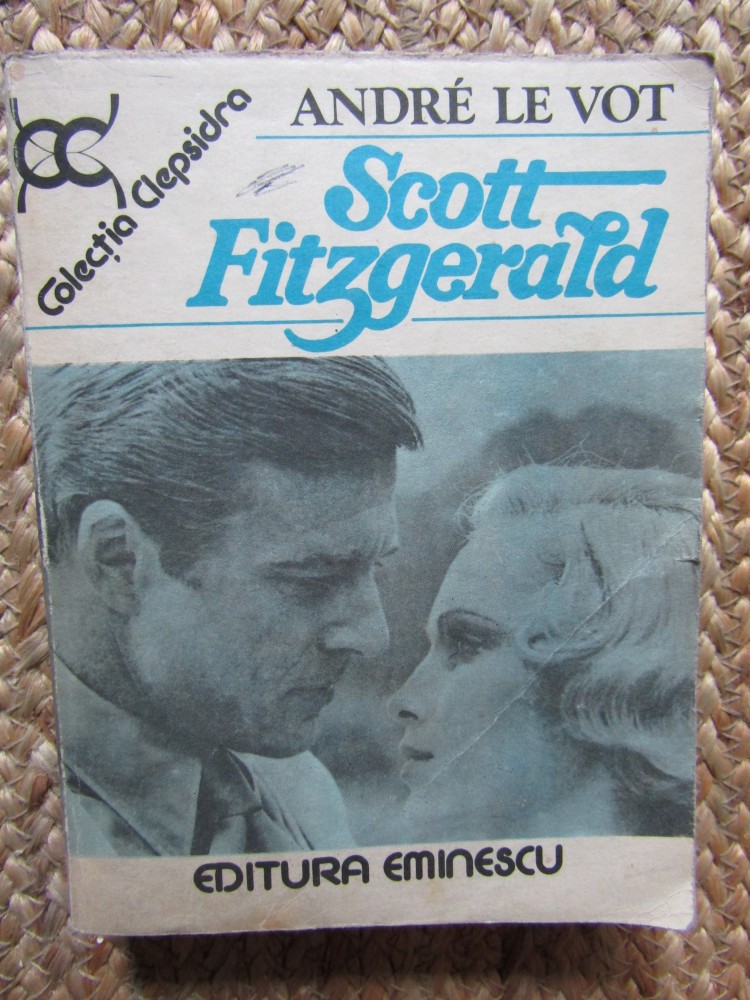 ANDRÉ LE VOT
Colecția Clepsidra
Scott
Fitzgerald
EDITURA EMINESCU